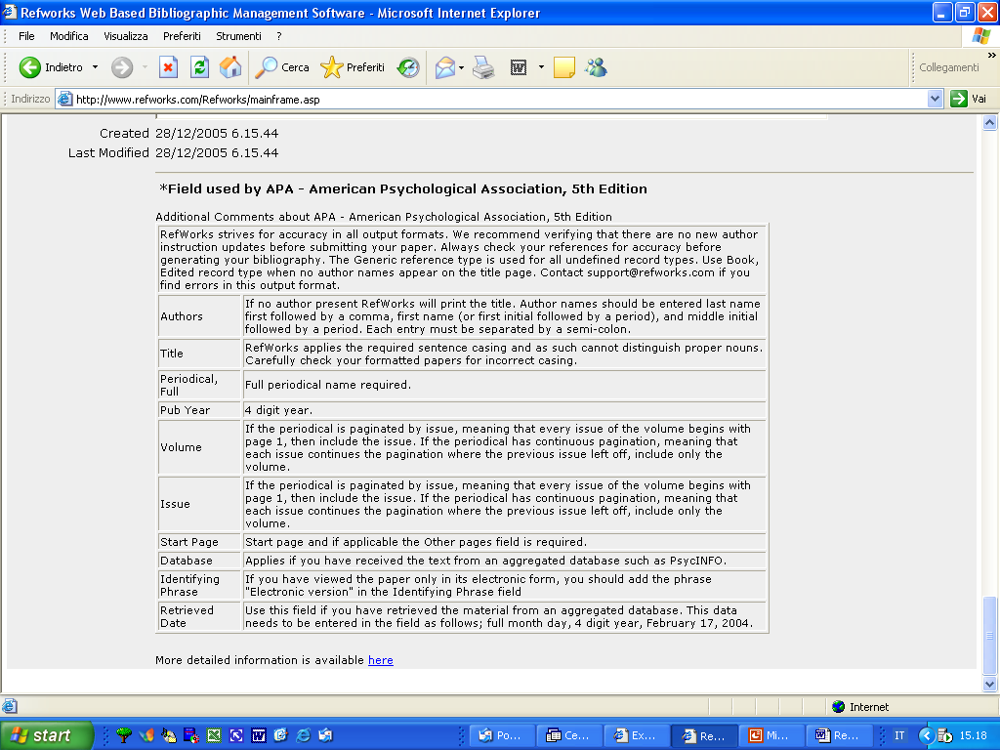 Refworks Web Based Bibliographic Management Software - Microsoft Internet Explorer
File Modifica Visualizza Preferiti Strumenti ?
Indietro Cerca Preferiti Collegamenti »
Indirizzo http://www.refworks.com/Refworks/mainframe.asp Vai
Created 28/12/2005 6.15.44
Last Modified 28/12/2005 6.15.44
*Field used by APA - American Psychological Association, 5th Edition
Additional Comments about APA - American Psychological Association, 5th Edition
RefWorks strives for accuracy in all output formats. We recommend verifying that there are no new author
instruction updates before submitting your paper. Always check your references for accuracy before
generating your bibliography. The Generic reference type is used for all undefined record types. Use Book,
Edited record type when no author names appear on the title page. Contact support@refworks.com if you
find errors in this output format.
Authors
If no author present RefWorks will print the title. Author names should be entered last name
first followed by a comma, first name (or first initial followed by a period), and middle initial
followed by a period. Each entry must be separated by a semi-colon.
Title
RefWorks applies the required sentence casing and as such cannot distinguish proper nouns.
Carefully check your formatted papers for incorrect casing.
Periodical,
Full
Full periodical name required.
Pub Year
4 digit year.
Volume
If the periodical is paginated by issue, meaning that every issue of the volume begins with
page 1, then include the issue. If the periodical has continuous pagination, meaning that
each issue continues the pagination where the previous issue left off, include only the
volume.
Issue
If the periodical is paginated by issue, meaning that every issue of the volume begins with
page 1, then include the issue. If the periodical has continuous pagination, meaning that
each issue continues the pagination where the previous issue left off, include only the
volume.
Start Page
Start page and if applicable the Other pages field is required.
Database
Applies if you have received the text from an aggregated database such as PsycINFO.
Identifying
Phrase
If you have viewed the paper only in its electronic form, you should add the phrase
"Electronic version" in the Identifying Phrase field
Retrieved
Date
Use this field if you have retrieved the material from an aggregated database. This data
needs to be entered in the field as follows; full month day, 4 digit year, February 17, 2004.
More detailed information is available here
Internet
start Po... Ce... Ex... Re... Mi... Re... IT 15.18